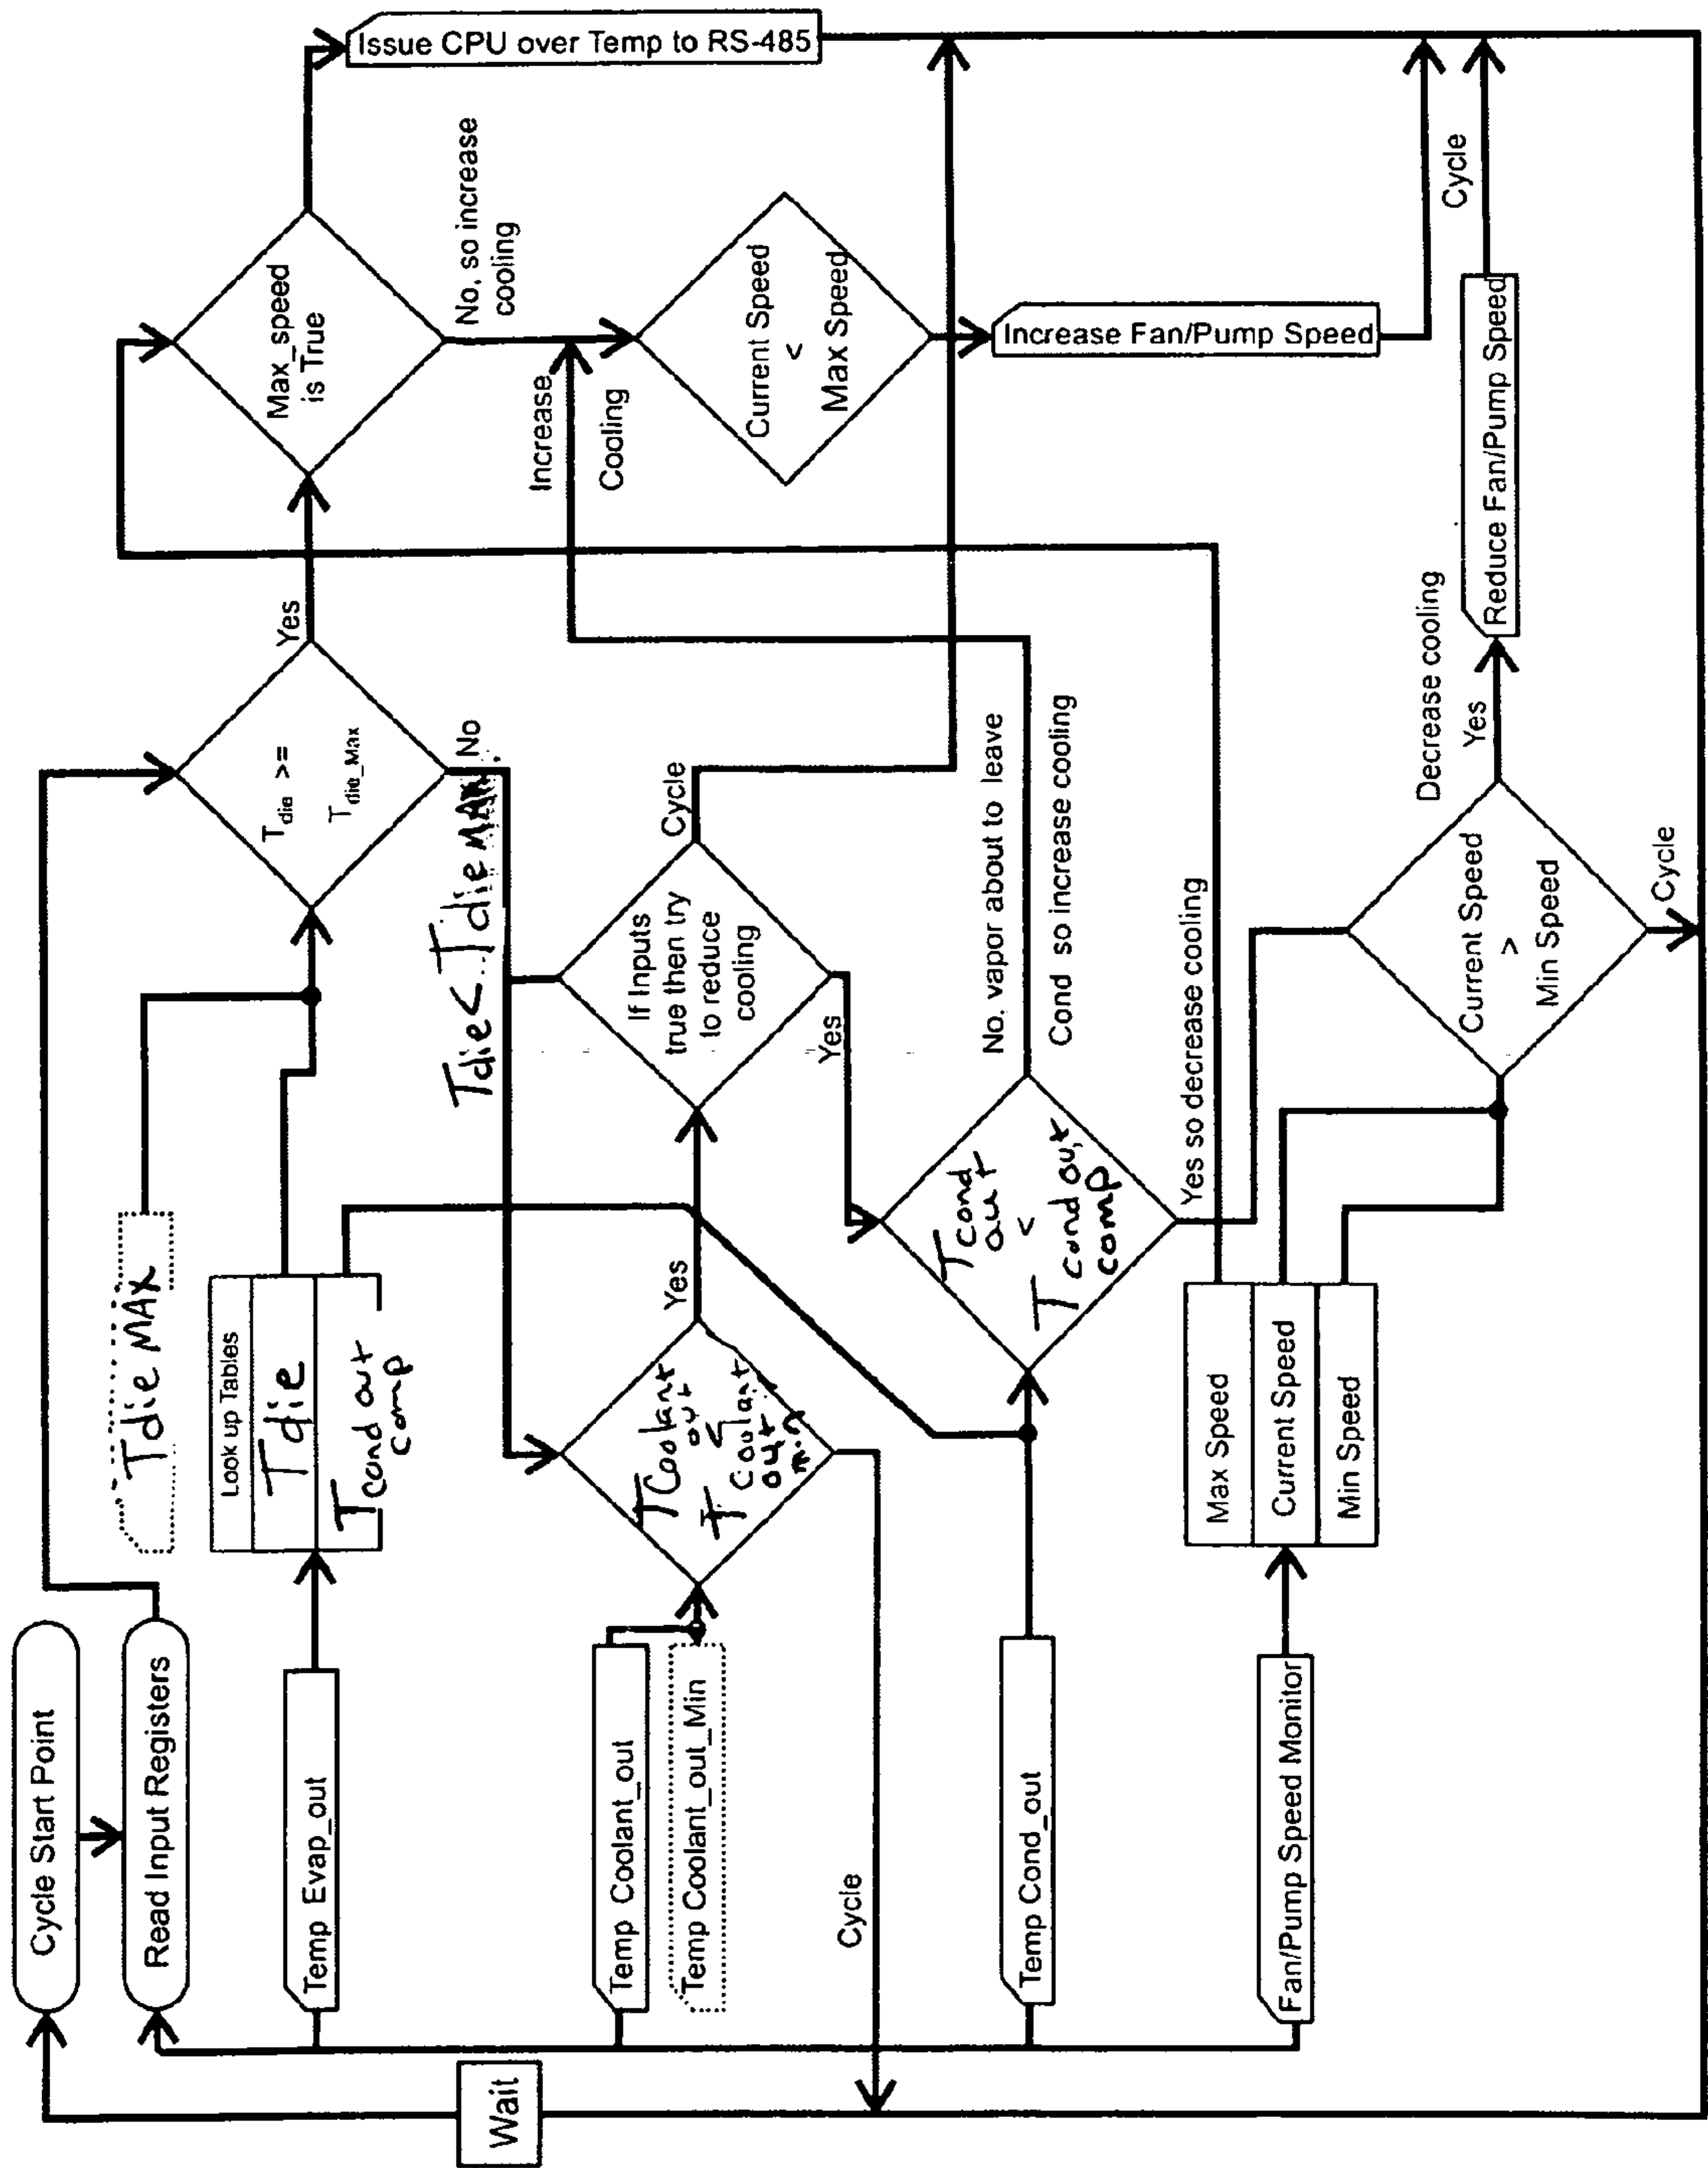 Cycle Start Point
Read Input Registers
Wait
Temp Evap_out
Temp Coolant_out
Temp Coolant_out_Min
Temp Cond_out
Fan/Pump Speed Monitor
Tdie MAX
Look up Tables
Tdie
Tcond out
comp
TCoolant
out
<
T Coolant
out
min
Yes
Cycle
T cond
out
<
T cond out,
comp
Max Speed
Current Speed
Min Speed
Tdie >=
Tdie_Max
Yes
No
Tdie < Tdie MAX.
If Inputs
true then try
to reduce
cooling
Cycle
Yes
No, vapor about to leave
Cond so increase cooling
Yes so decrease cooling
Current Speed
>
Min Speed
Cycle
Yes
Decrease cooling
Reduce Fan/Pump Speed
Cycle
Max_speed
is True
No, so increase
cooling
Increase
Cooling
Current Speed
<
Max Speed
Increase Fan/Pump Speed
Issue CPU over Temp to RS-485